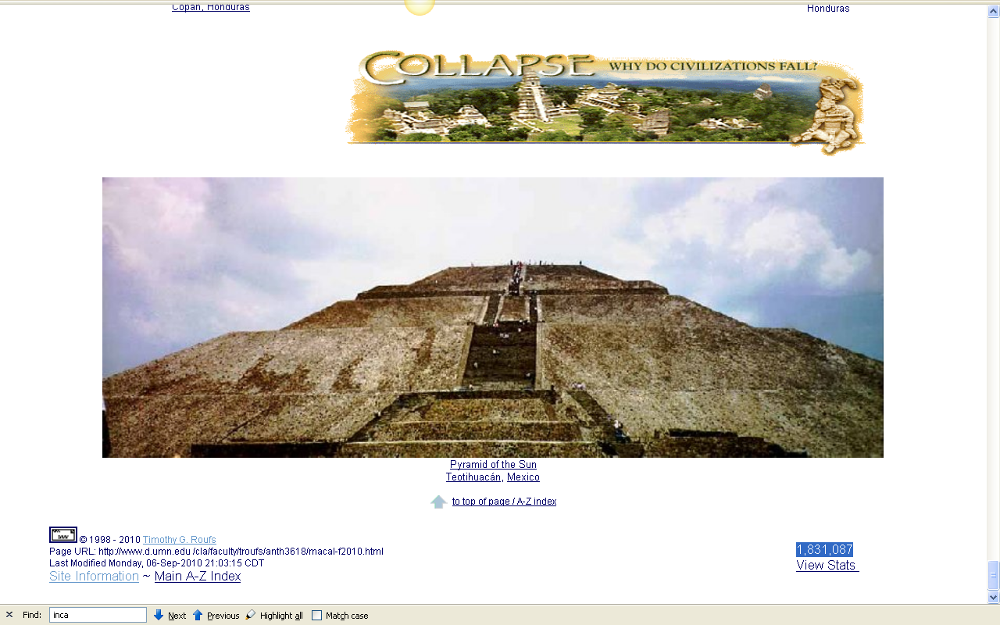 Copan, Honduras
Honduras
COLLAPSE WHY DO CIVILIZATIONS FALL?
Pyramid of the Sun
Teotihuacán, Mexico
to top of page / A-Z index
© 1998 - 2010 Timothy G. Roufs
Page URL: http://www.d.umn.edu /cla/faculty/troufs/anth3618/macal-f2010.html
Last Modified Monday, 06-Sep-2010 21:03:15 CDT
Site Information ~ Main A-Z Index
1,831,087
View Stats
Find: inca Next Previous Highlight all Match case